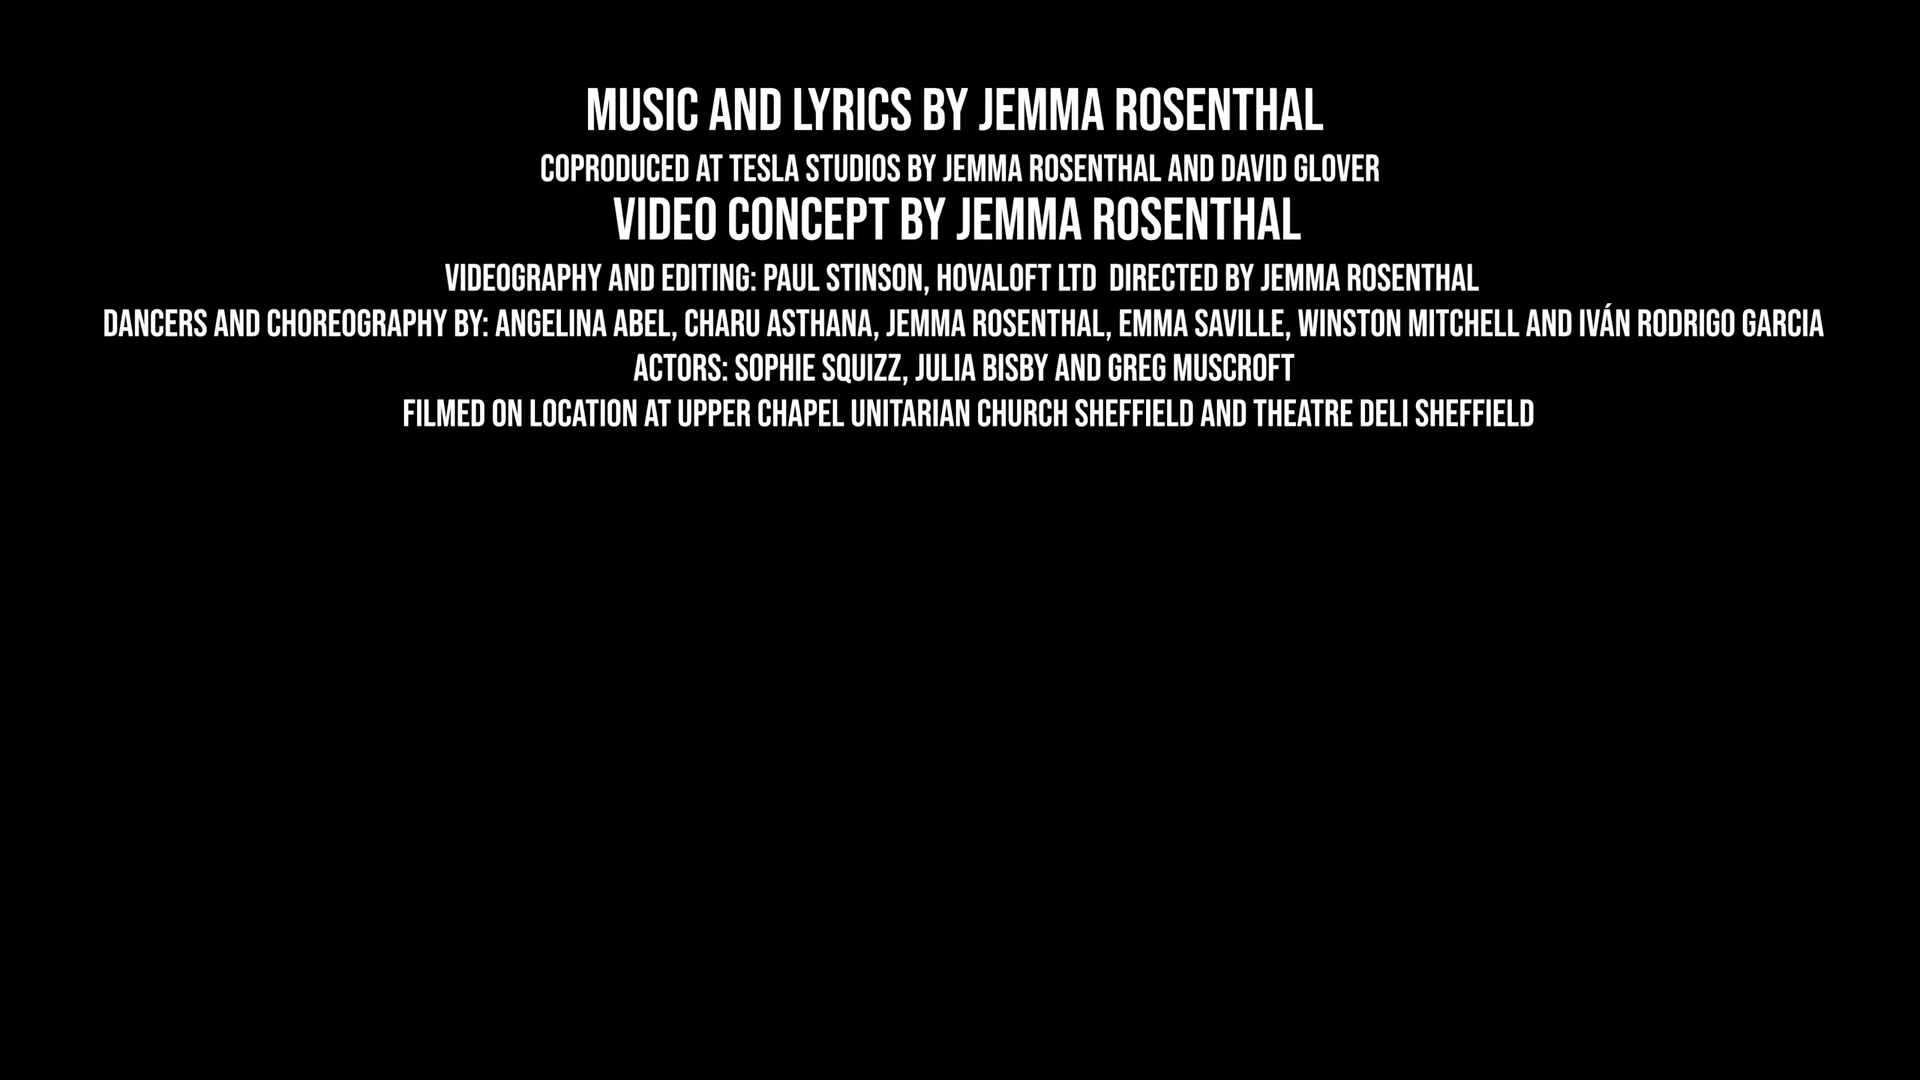 MUSIC AND LYRICS BY JEMMA ROSENTHAL
COPRODUCED AT TESLA STUDIOS BY JEMMA ROSENTHAL AND DAVID GLOVER
VIDEO CONCEPT BY JEMMA ROSENTHAL
VIDEOGRAPHY AND EDITING: PAUL STINSON, HOVALOFT LTD  DIRECTED BY JEMMA ROSENTHAL
DANCERS AND CHOREOGRAPHY BY: ANGELINA ABEL, CHARU ASTHANA, JEMMA ROSENTHAL, EMMA SAVILLE, WINSTON MITCHELL AND IVÁN RODRIGO GARCIA
ACTORS: SOPHIE SQUIZZ, JULIA BISBY AND GREG MUSCROFT
FILMED ON LOCATION AT UPPER CHAPEL UNITARIAN CHURCH SHEFFIELD AND THEATRE DELI SHEFFIELD